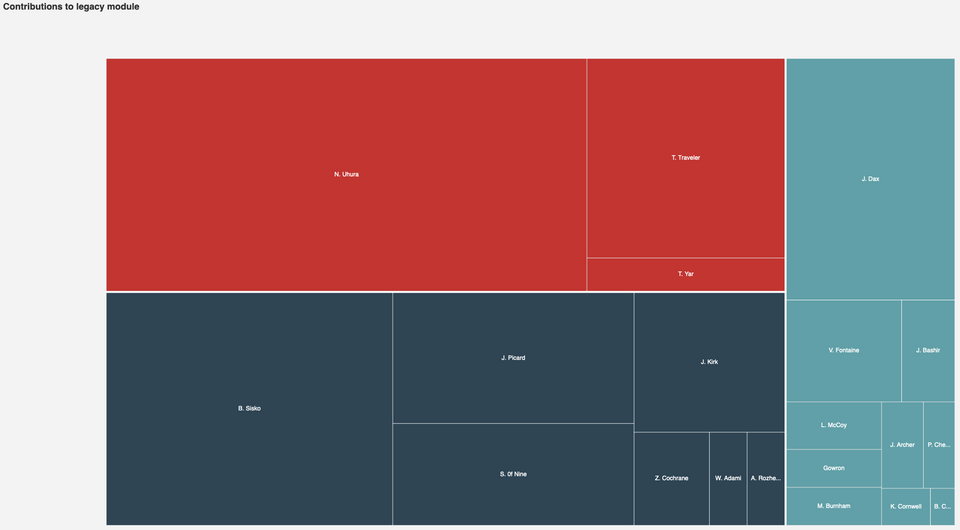 Contributions to legacy module
N. Uhura
T. Traveler
T. Yar
B. Sisko
J. Picard
S. 0f Nine
J. Kirk
Z. Cochrane
W. Adami
A. Rozhe...
J. Dax
V. Fontaine
J. Bashir
L. McCoy
Gowron
M. Burnham
J. Archer
P. Che...
K. Cornwell
B. C...